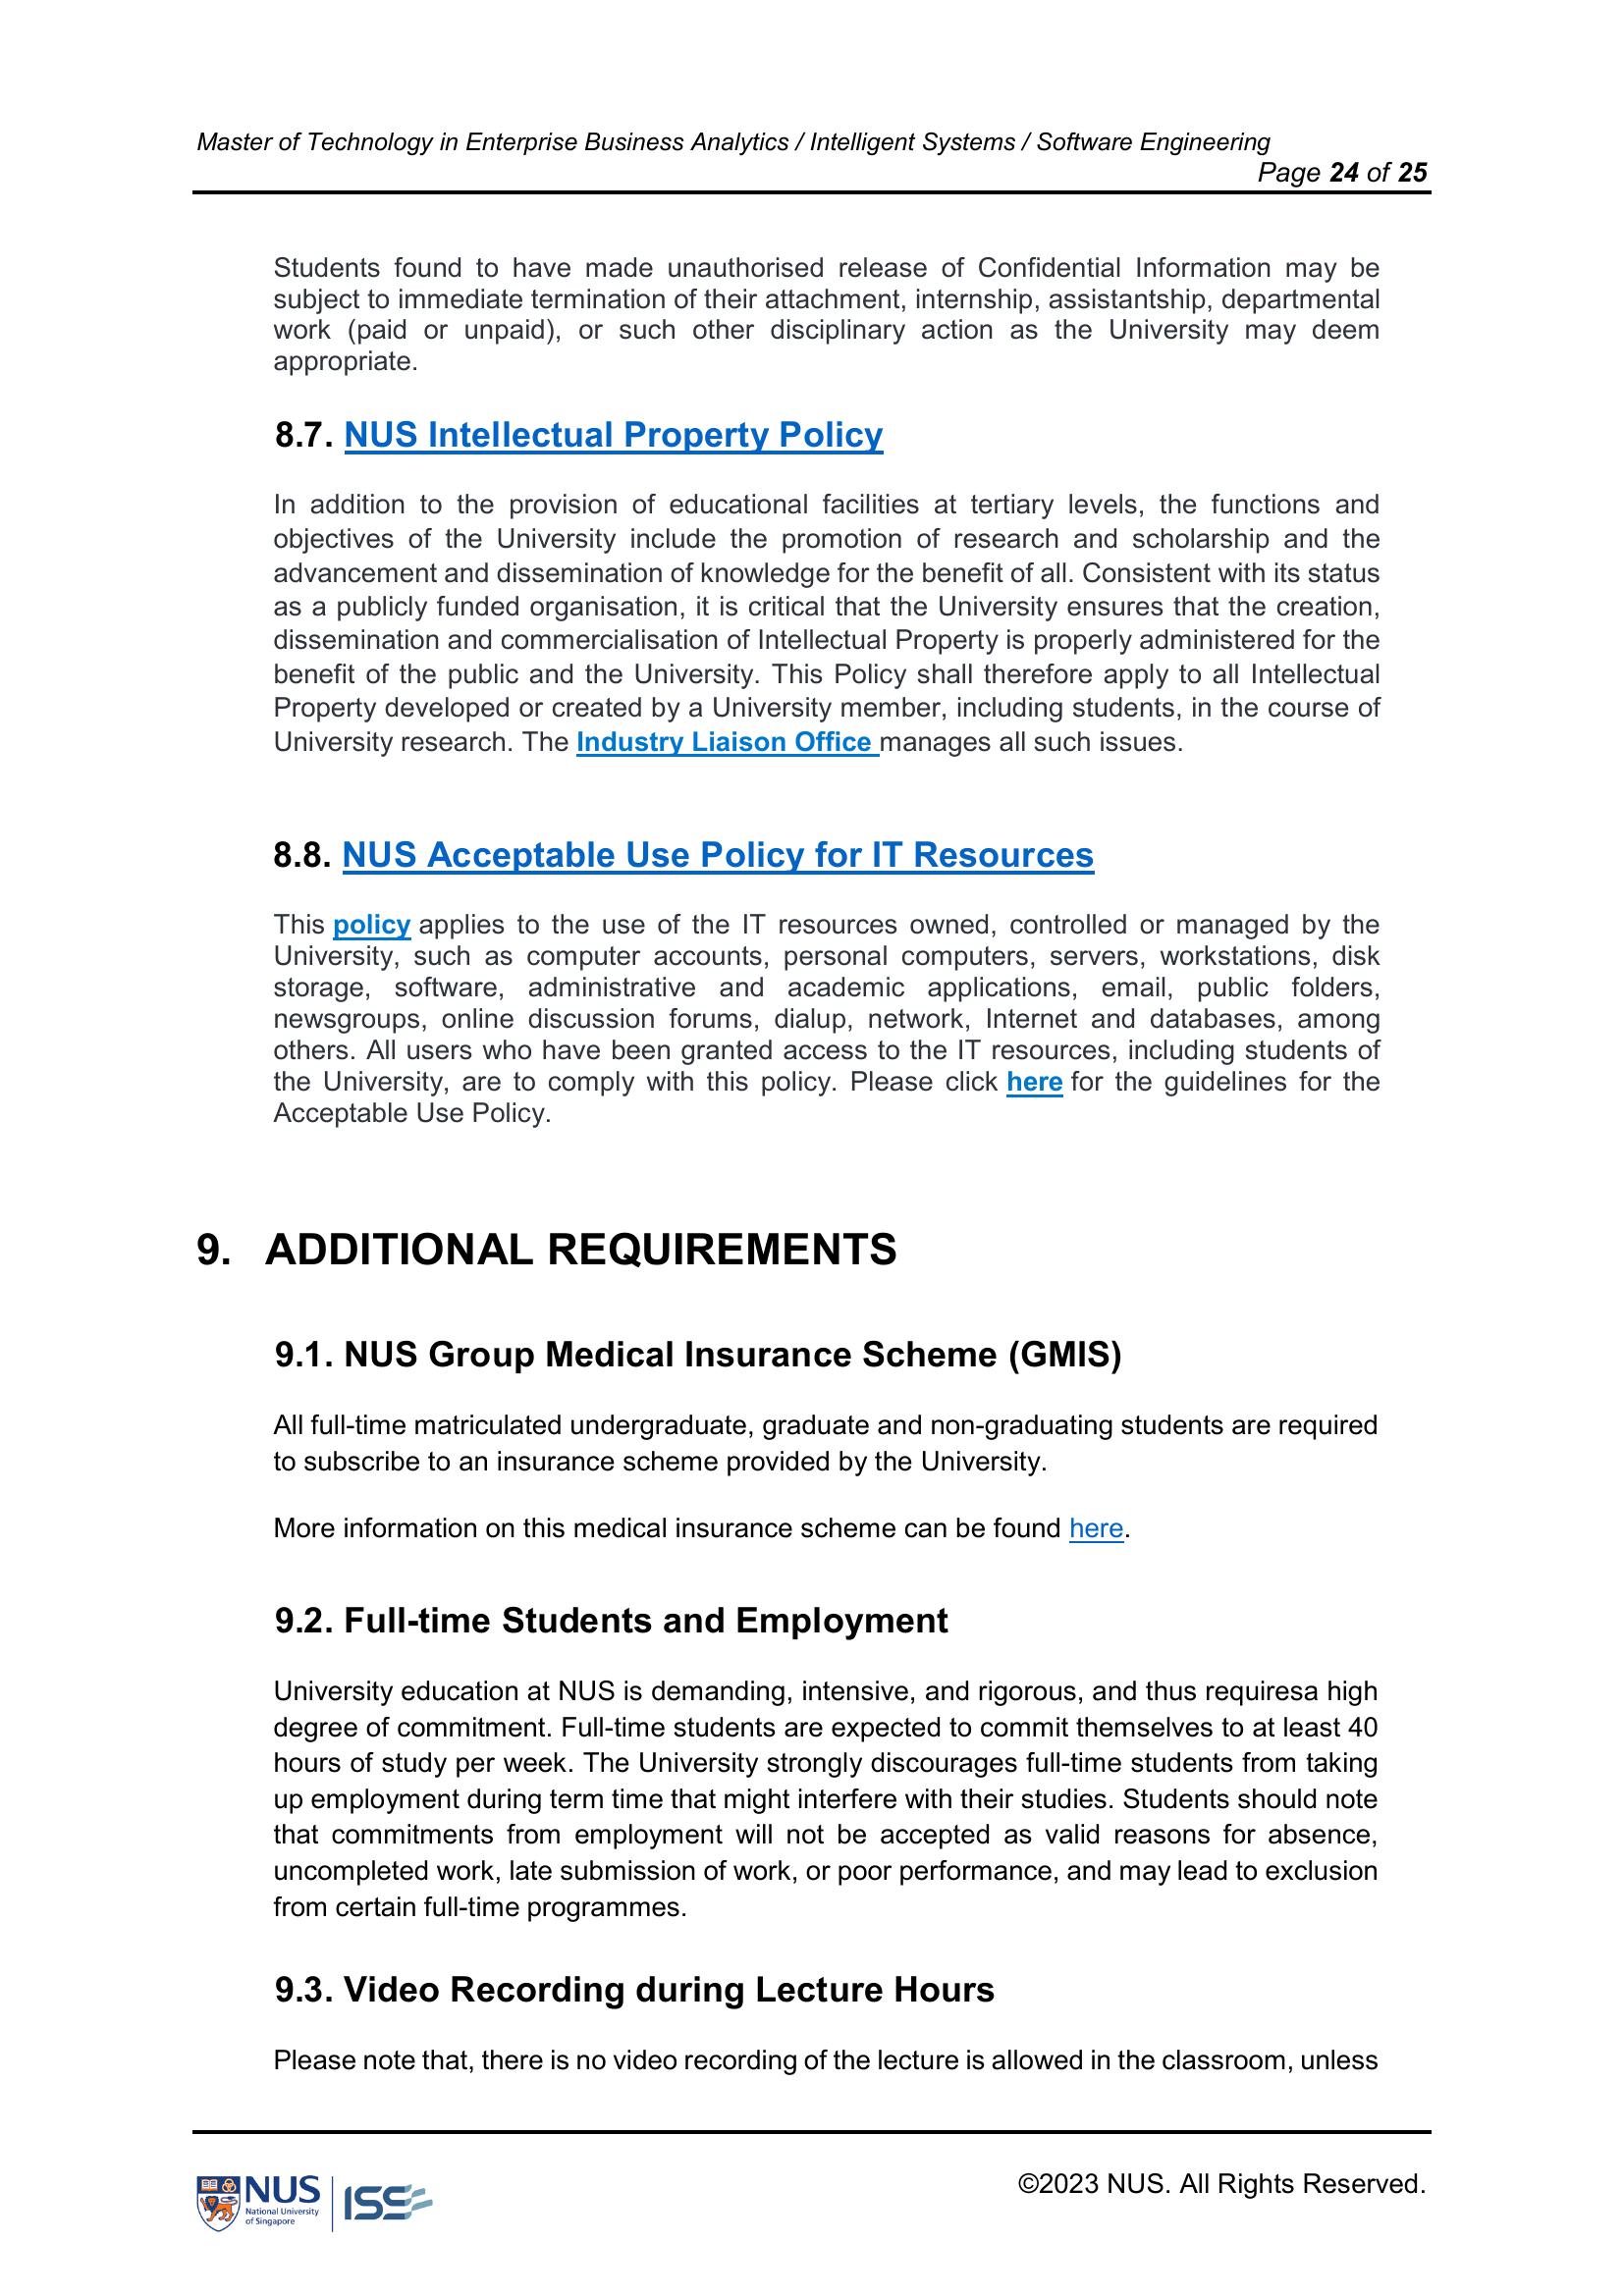 Master of Technology in Enterprise Business Analytics / Intelligent Systems / Software Engineering
Page 24 of 25
Students found to have made unauthorised release of Confidential Information may be
subject to immediate termination of their attachment, internship, assistantship, departmental
work (paid or unpaid), or such other disciplinary action as the University may deem
appropriate.
8.7. NUS Intellectual Property Policy
In addition to the provision of educational facilities at tertiary levels, the functions and
objectives of the University include the promotion of research and scholarship and the
advancement and dissemination of knowledge for the benefit of all. Consistent with its status
as a publicly funded organisation, it is critical that the University ensures that the creation,
dissemination and commercialisation of Intellectual Property is properly administered for the
benefit of the public and the University. This Policy shall therefore apply to all Intellectual
Property developed or created by a University member, including students, in the course of
University research. The Industry Liaison Office manages all such issues.
8.8. NUS Acceptable Use Policy for IT Resources
This policy applies to the use of the IT resources owned, controlled or managed by the
University, such as computer accounts, personal computers, servers, workstations, disk
storage, software, administrative and academic applications, email, public folders,
newsgroups, online discussion forums, dialup, network, Internet and databases, among
others. All users who have been granted access to the IT resources, including students of
the University, are to comply with this policy. Please click here for the guidelines for the
Acceptable Use Policy.
9. ADDITIONAL REQUIREMENTS
9.1. NUS Group Medical Insurance Scheme (GMIS)
All full-time matriculated undergraduate, graduate and non-graduating students are required
to subscribe to an insurance scheme provided by the University.
More information on this medical insurance scheme can be found here.
9.2. Full-time Students and Employment
University education at NUS is demanding, intensive, and rigorous, and thus requiresa high
degree of commitment. Full-time students are expected to commit themselves to at least 40
hours of study per week. The University strongly discourages full-time students from taking
up employment during term time that might interfere with their studies. Students should note
that commitments from employment will not be accepted as valid reasons for absence,
uncompleted work, late submission of work, or poor performance, and may lead to exclusion
from certain full-time programmes.
9.3. Video Recording during Lecture Hours
Please note that, there is no video recording of the lecture is allowed in the classroom, unless
NUS
National University
of Singapore
ISS
©2023 NUS. All Rights Reserved.